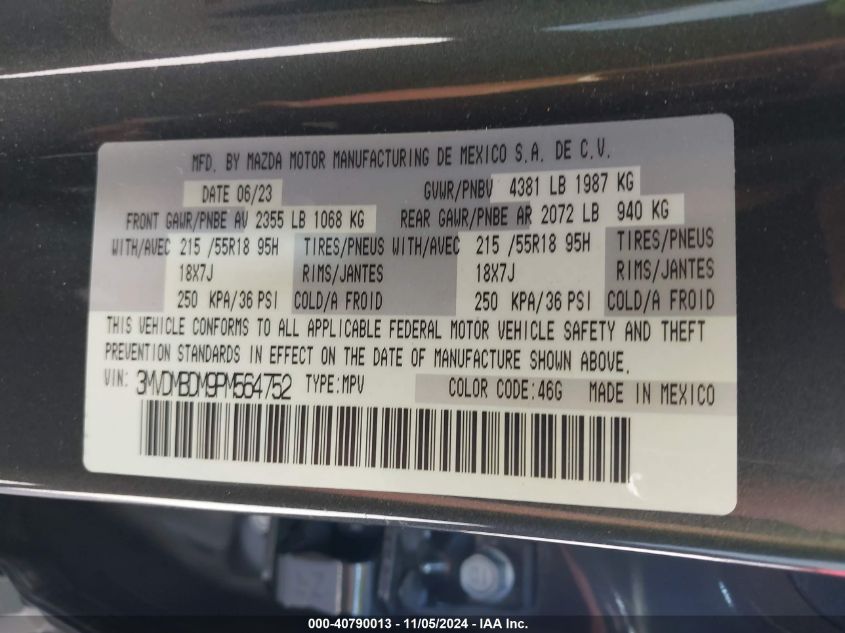 MFD. BY MAZDA MOTOR MANUFACTURING DE MEXICO S.A. DE C.V.
DATE 06/23 GVWR/PNBV 4381 LB 1987 KG
FRONT GAWR/PNBE AV 2355 LB 1068 KG REAR GAWR/PNBE AR 2072 LB 940 KG
WITH/AVEC 215 /55R18 95H TIRES/PNEUS WITH/AVEC 215 /55R18 95H TIRES/PNEUS
18X7J RIMS/JANTES 18X7J RIMS/JANTES
250 KPA/36 PSI COLD/A FROID 250 KPA/36 PSI COLD/A FROID
THIS VEHICLE CONFORMS TO ALL APPLICABLE FEDERAL MOTOR VEHICLE SAFETY AND THEFT
PREVENTION STANDARDS IN EFFECT ON THE DATE OF MANUFACTURE SHOWN ABOVE.
VIN: 3MVDMBDM9PM564752 TYPE:MPV COLOR CODE:46G MADE IN MEXICO
000-40790013 - 11/05/2024 - IAAI.com